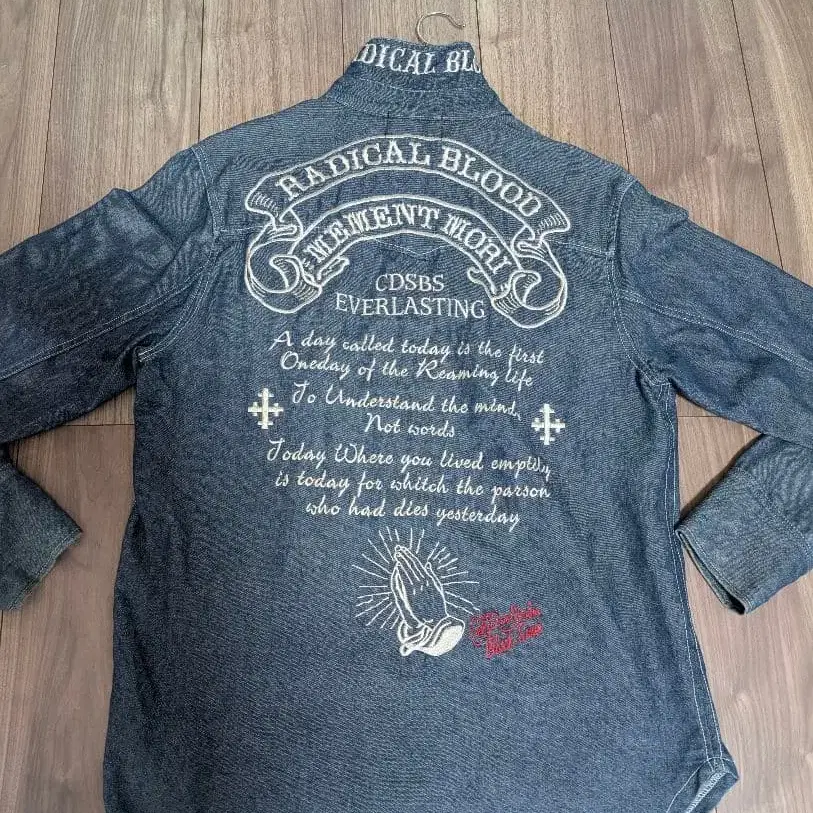 DICAL BLO
RADICAL BLOOD
"MEMENT MORI"
CDSBS
EVERLASTING
A day called today is the first
Oneday of the Reaming life
To Understand the mind,
Not words
Today Where you lived emptily
is today for whitch the parson
who had dies yesterday